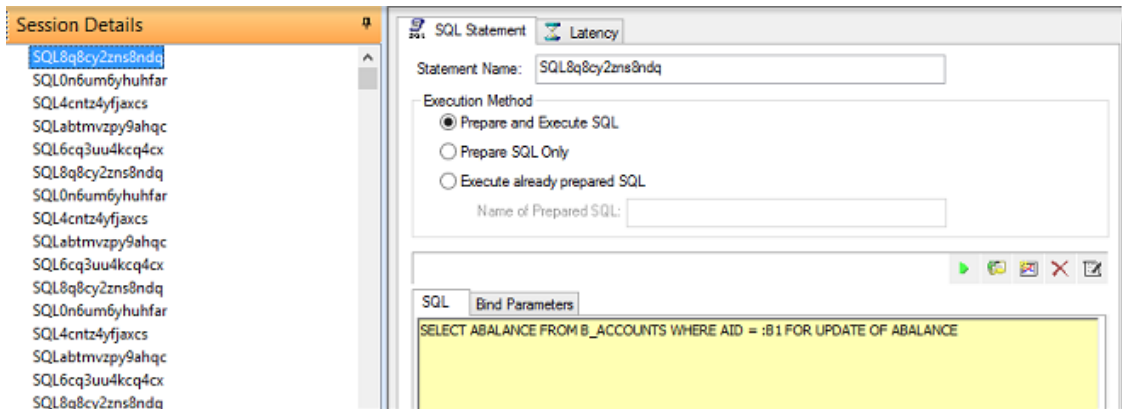 Session Details
SQL8q8cy2zns8ndq
SQL0n6um6yhuhfar
SQL4cntz4yfjaxcs
SQLabtmvzpy9ahqc
SQL6cq3uu4kcq4cx
SQL8q8cy2zns8ndq
SQL0n6um6yhuhfar
SQL4cntz4yfjaxcs
SQLabtmvzpy9ahqc
SQL6cq3uu4kcq4cx
SQL8q8cy2zns8ndq
SQL0n6um6yhuhfar
SQL4cntz4yfjaxcs
SQLabtmvzpy9ahqc
SQL6cq3uu4kcq4cx
SQL8q8cy2zns8ndq
SQL Statement
Latency
Statement Name: SQL8q8cy2zns8ndq
Execution Method
Prepare and Execute SQL
Prepare SQL Only
Execute already prepared SQL
Name of Prepared SQL:
SQL
Bind Parameters
SELECT ABALANCE FROM B_ACCOUNTS WHERE AID = :B1 FOR UPDATE OF ABALANCE